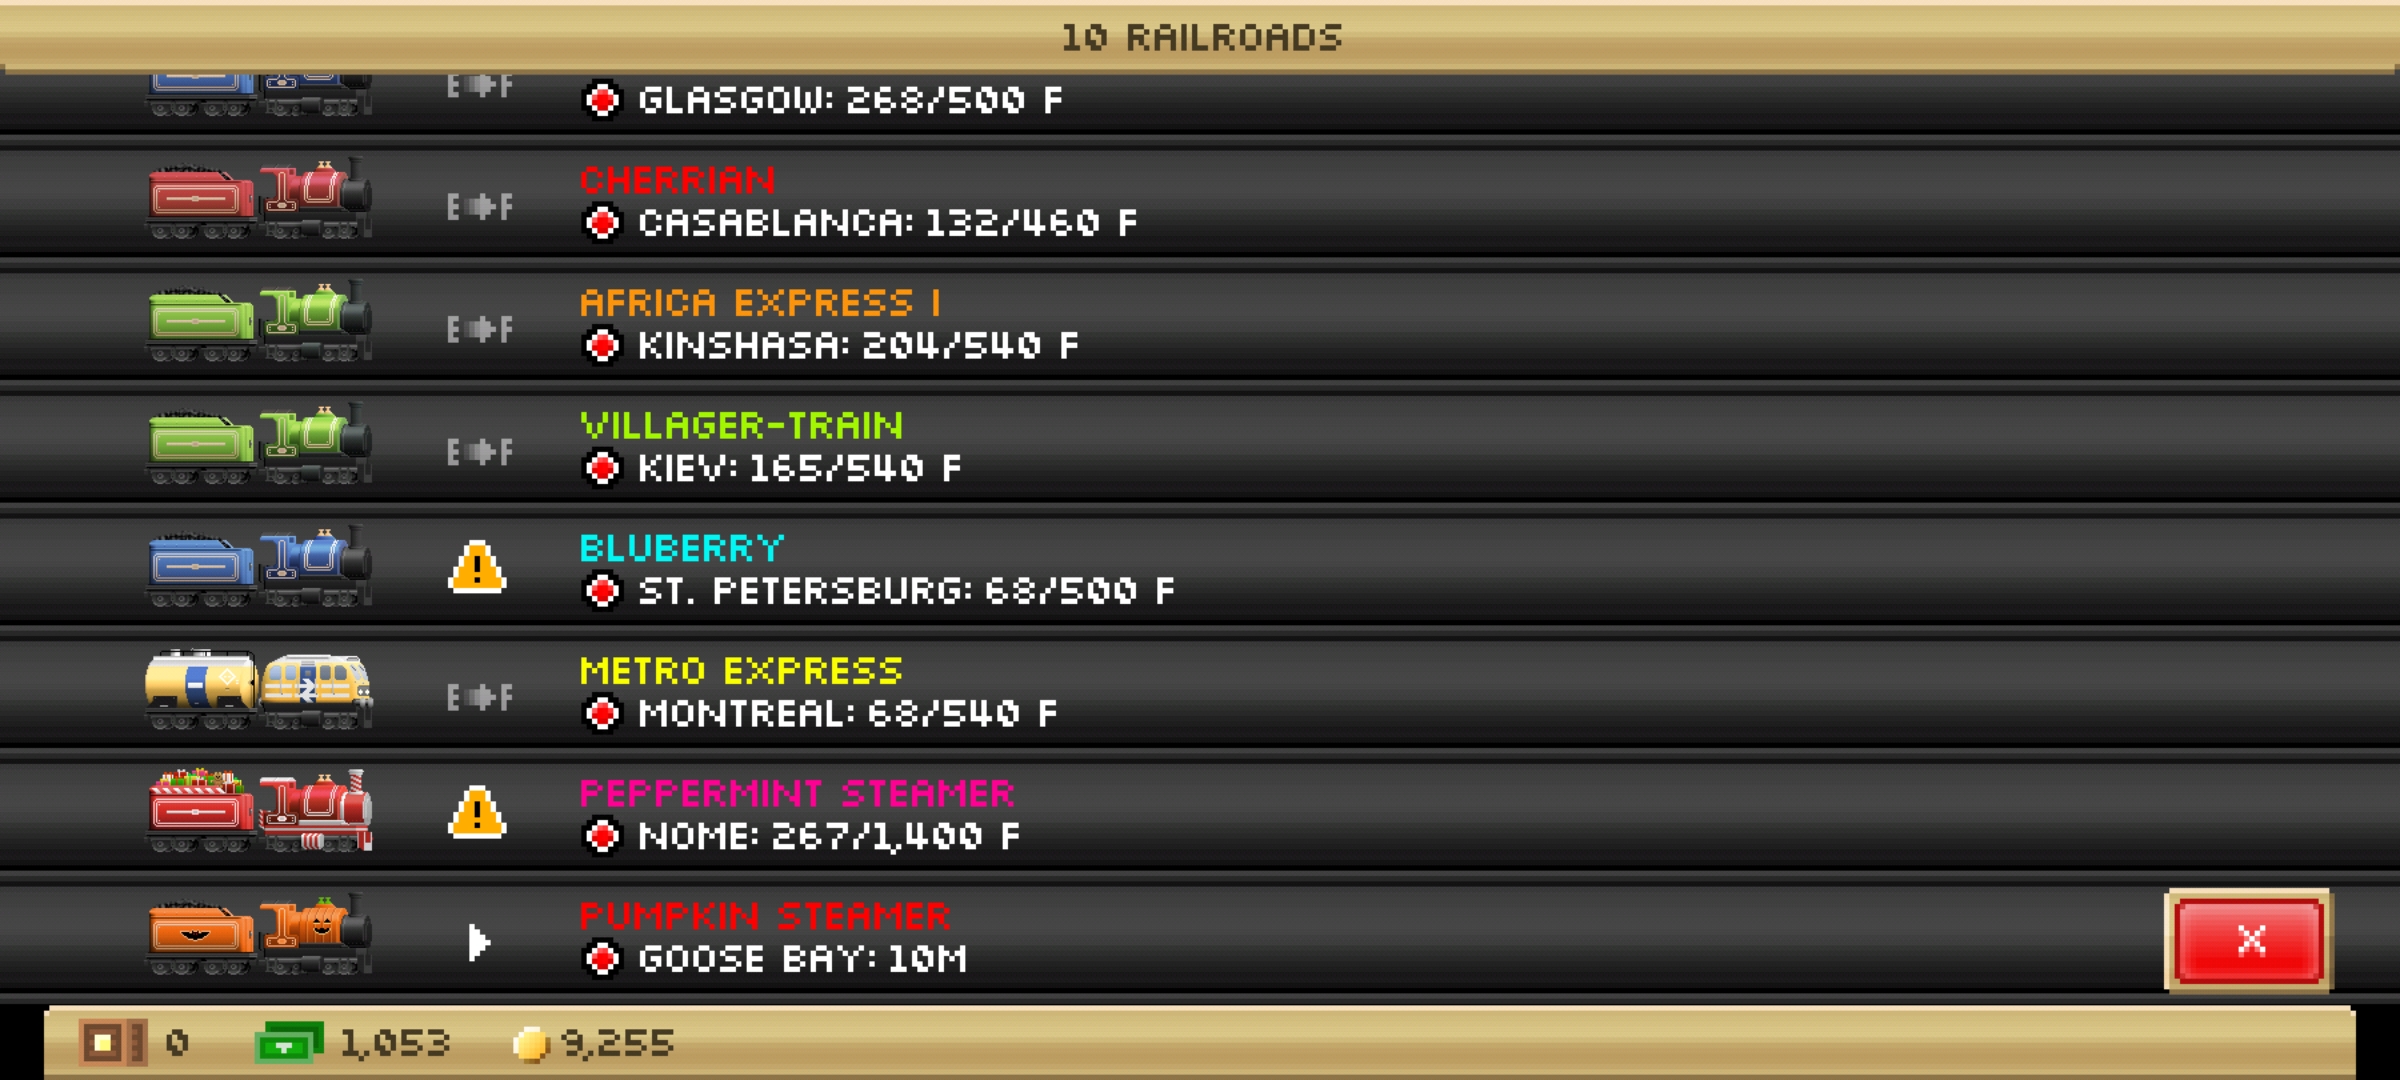 10 RAILROADS
E F
GLASGOW: 268/500 F
CHERRIAN
E F
CASABLANCA: 132/460 F
AFRICA EXPRESS I
E F
KINSHASA: 204/540 F
VILLAGER-TRAIN
E F
KIEV: 165/540 F
BLUBERRY
!
ST. PETERSBURG: 68/500 F
METRO EXPRESS
E F
MONTREAL: 68/540 F
PEPPERMINT STEAMER
!
NOME: 267/1,400 F
PUMPKIN STEAMER
GOOSE BAY: 10M
X
0 1,053 9,255